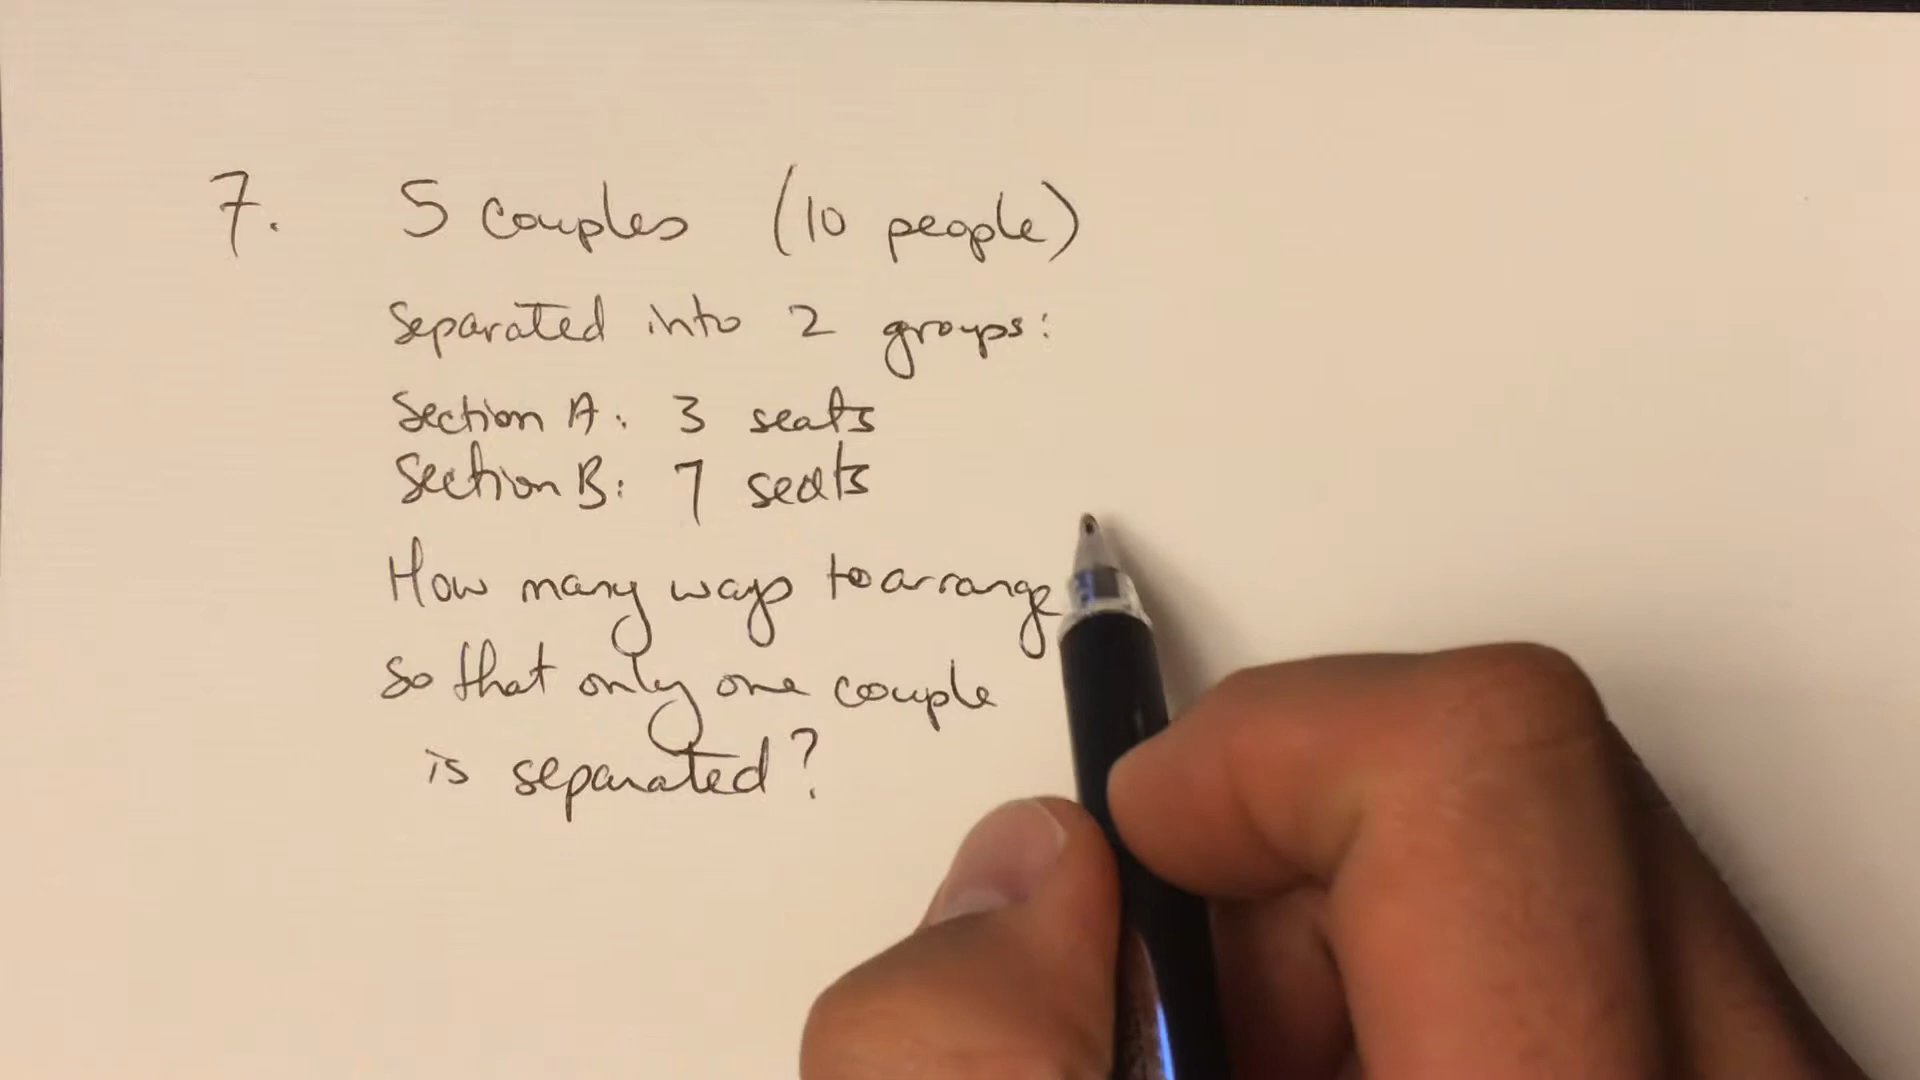 7. 5 couples (10 people)
separated into 2 groups:
Section A: 3 seats
Section B: 7 seats
How many ways to arrange
so that only one couple
is separated?